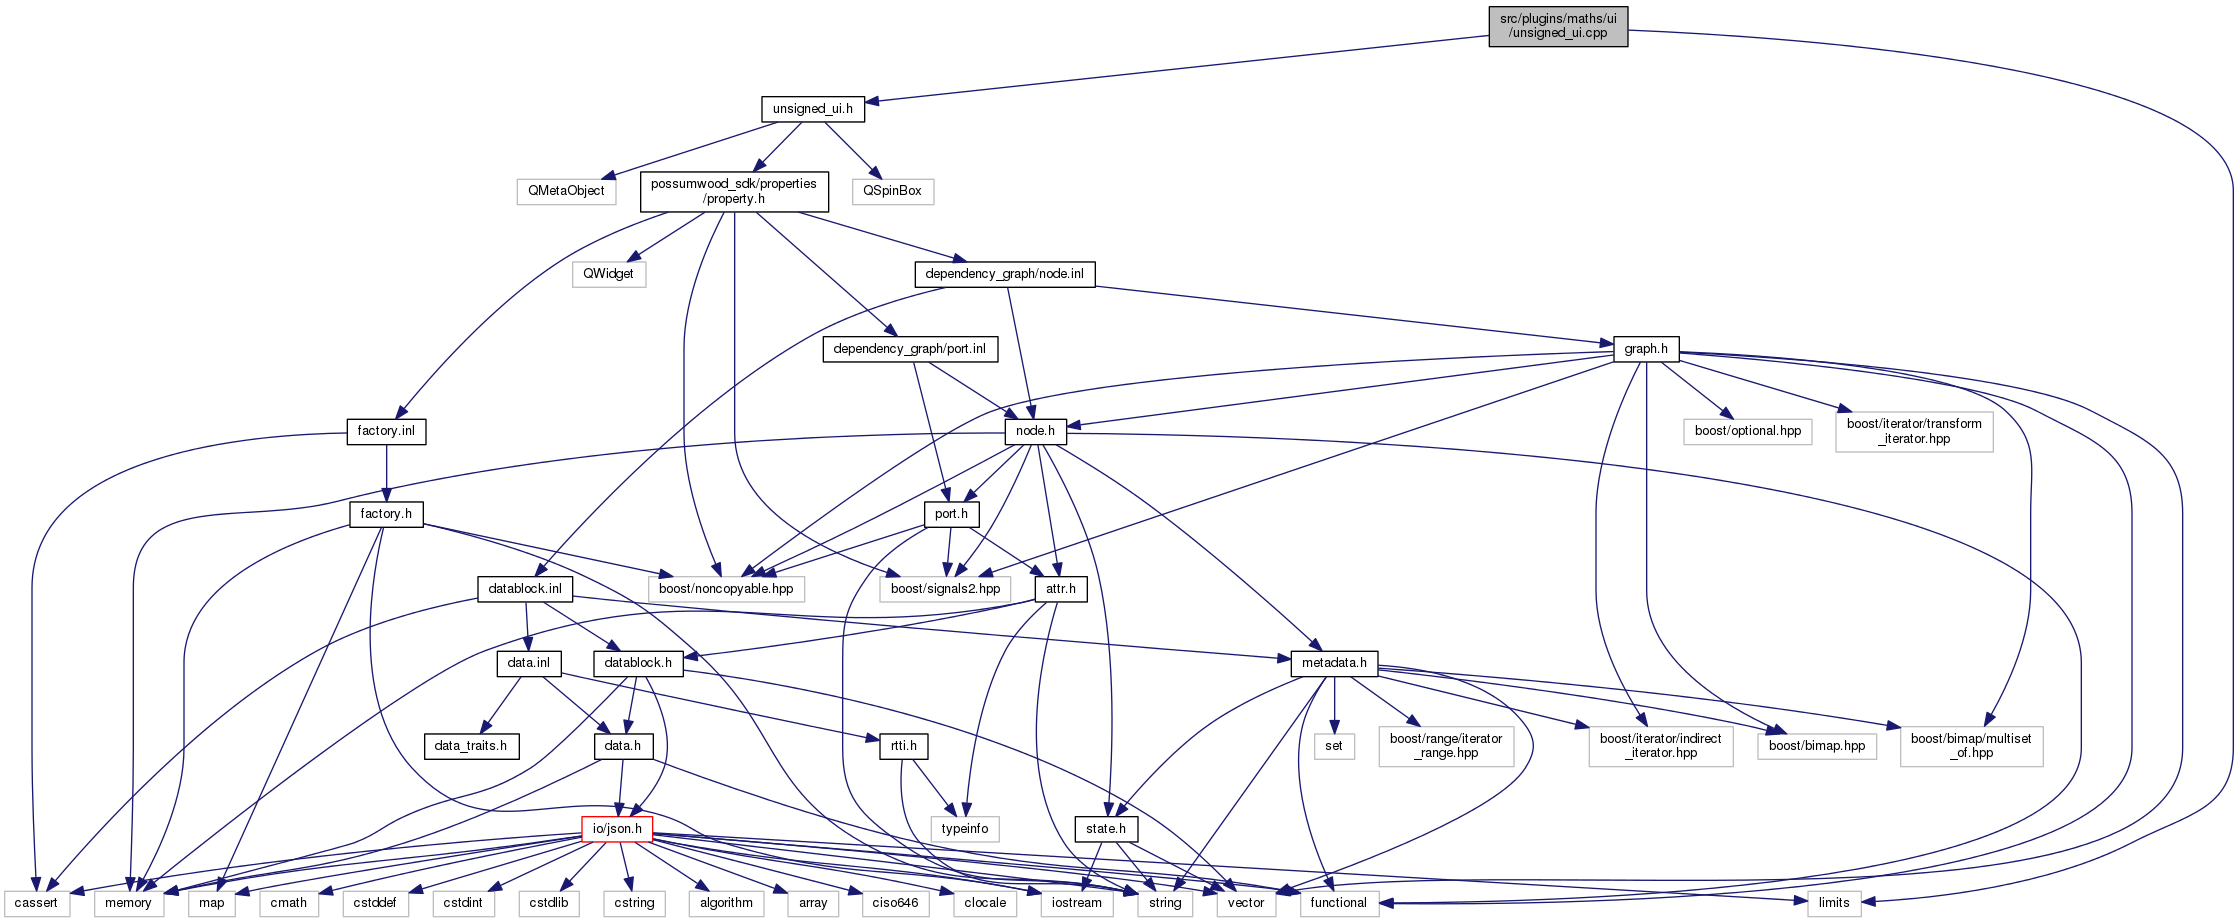 src/plugins/maths/ui
/unsigned_ui.cpp
unsigned_ui.h
QMetaObject
possumwood_sdk/properties
/property.h
QSpinBox
QWidget
dependency_graph/node.inl
dependency_graph/port.inl
graph.h
factory.inl
node.h
boost/optional.hpp
boost/iterator/transform
_iterator.hpp
factory.h
port.h
datablock.inl
boost/noncopyable.hpp
boost/signals2.hpp
attr.h
data.inl
datablock.h
metadata.h
data_traits.h
data.h
rtti.h
set
boost/range/iterator
_range.hpp
boost/iterator/indirect
_iterator.hpp
boost/bimap.hpp
boost/bimap/multiset
_of.hpp
io/json.h
typeinfo
state.h
cassert
memory
map
cmath
cstddef
cstdint
cstdlib
cstring
algorithm
array
ciso646
clocale
iostream
string
vector
functional
limits